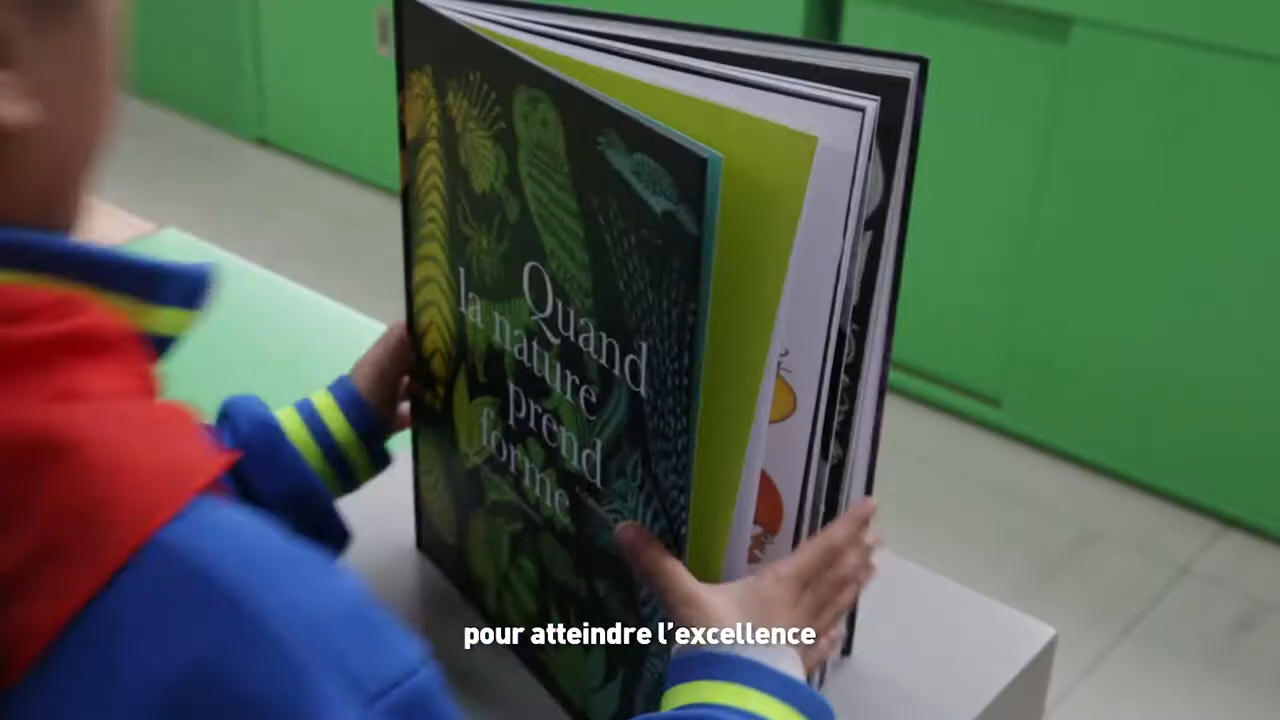 Quand
la nature
prend
forme
pour atteindre l'excellence